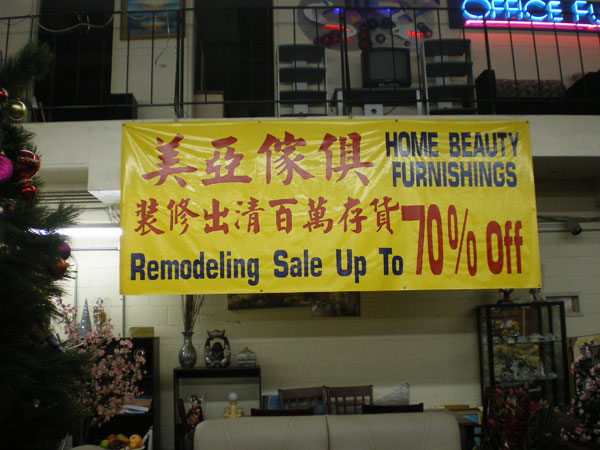 OFFICE FU
美亞傢俱
HOME BEAUTY
FURNISHINGS
装修出清百萬存貨
Remodeling Sale Up To 70% Off